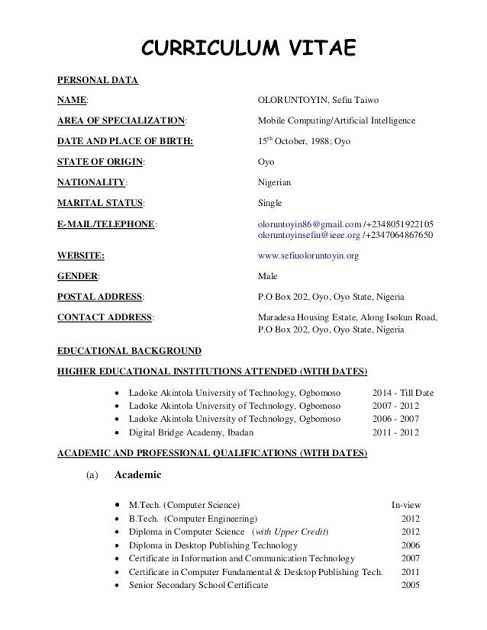 CURRICULUM VITAE
PERSONAL DATA
NAME: OLORUNTOYIN, Sefiu Taiwo
AREA OF SPECIALIZATION: Mobile Computing/Artificial Intelligence
DATE AND PLACE OF BIRTH: 15th October, 1988; Oyo
STATE OF ORIGIN: Oyo
NATIONALITY: Nigerian
MARITAL STATUS: Single
E-MAIL/TELEPHONE: oloruntoyin86@gmail.com /+2348051922105
oloruntoyinsefiu@ieee.org /+2347064867650
WEBSITE: www.sefiuoloruntoyin.org
GENDER: Male
POSTAL ADDRESS: P.O Box 202, Oyo, Oyo State, Nigeria
CONTACT ADDRESS: Maradesa Housing Estate, Along Isokun Road,
P.O Box 202, Oyo, Oyo State, Nigeria.
EDUCATIONAL BACKGROUND
HIGHER EDUCATIONAL INSTITUTIONS ATTENDED (WITH DATES)
• Ladoke Akintola University of Technology, Ogbomoso 2014 - Till Date
• Ladoke Akintola University of Technology, Ogbomoso 2007 - 2012
• Ladoke Akintola University of Technology, Ogbomoso 2006 - 2007
• Digital Bridge Academy, Ibadan 2011 - 2012
ACADEMIC AND PROFESSIONAL QUALIFICATIONS (WITH DATES)
(a) Academic
• M.Tech. (Computer Science) In-view
• B.Tech. (Computer Engineering) 2012
• Diploma in Computer Science (with Upper Credit) 2012
• Diploma in Desktop Publishing Technology 2006
• Certificate in Information and Communication Technology 2007
• Certificate in Computer Fundamental & Desktop Publishing Tech. 2011
• Senior Secondary School Certificate 2005